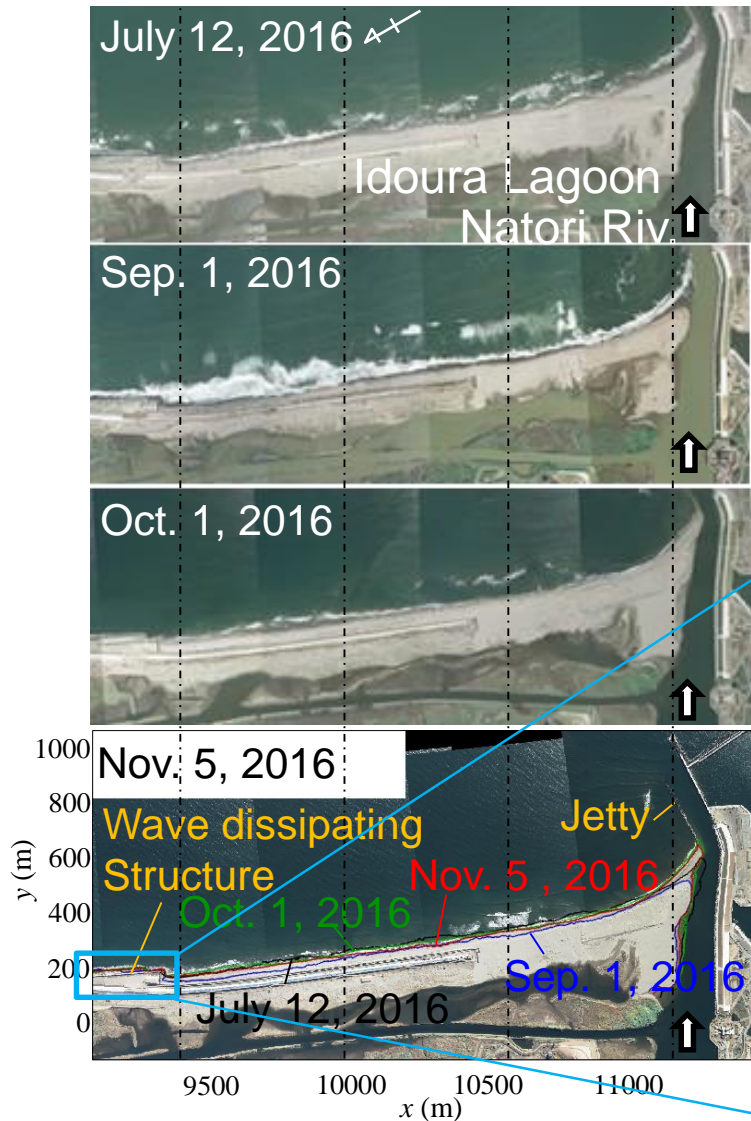 July 12, 2016
Idoura Lagoon
Natori Riv.
Sep. 1, 2016
Oct. 1, 2016
Nov. 5, 2016
Wave dissipating
Structure
Jetty
Nov. 5 , 2016
Oct. 1, 2016
Sep. 1, 2016
July 12, 2016
1000
800
600
400
200
0
y (m)
9500
10000
10500
11000
x (m)